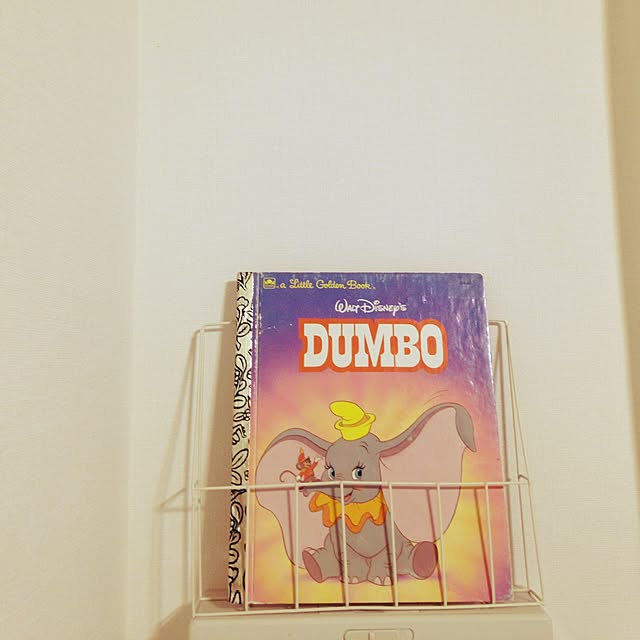 a Little Golden Book
Walt Disney's
DUMBO